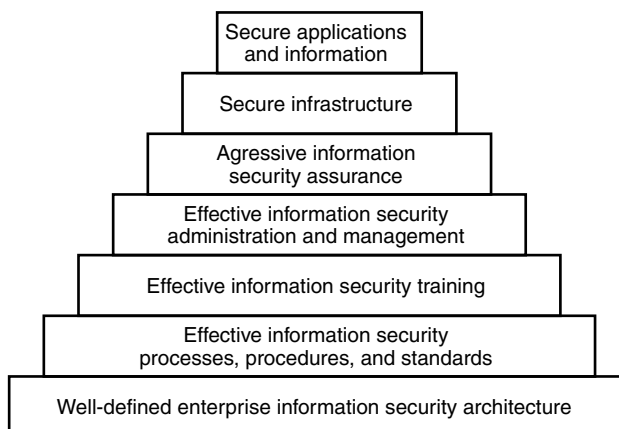 Secure applications
and information
Secure infrastructure
Agressive information
security assurance
Effective information security
administration and management
Effective information security training
Effective information security
processes, procedures, and standards
Well-defined enterprise information security architecture